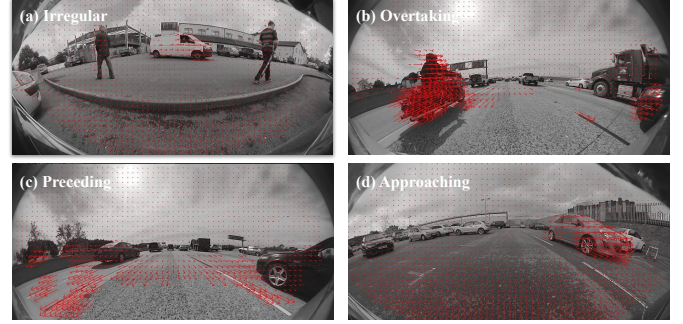 (a) Irregular
(b) Overtaking
(c) Preceding
(d) Approaching